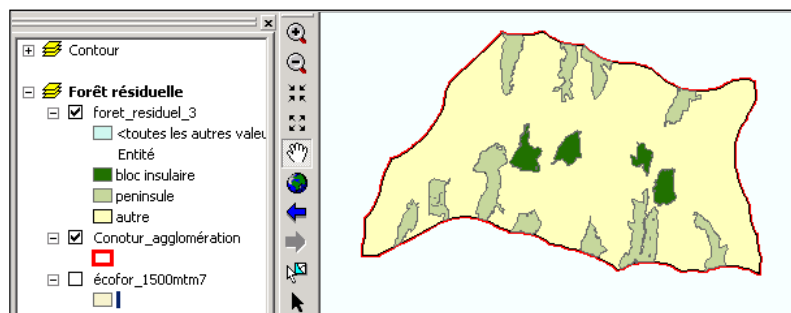 Contour
Forêt résiduelle
foret_residuel_3
<toutes les autres valeu
Entité
bloc insulaire
peninsule
autre
Conotur_agglomération
écofor_1500mtm7